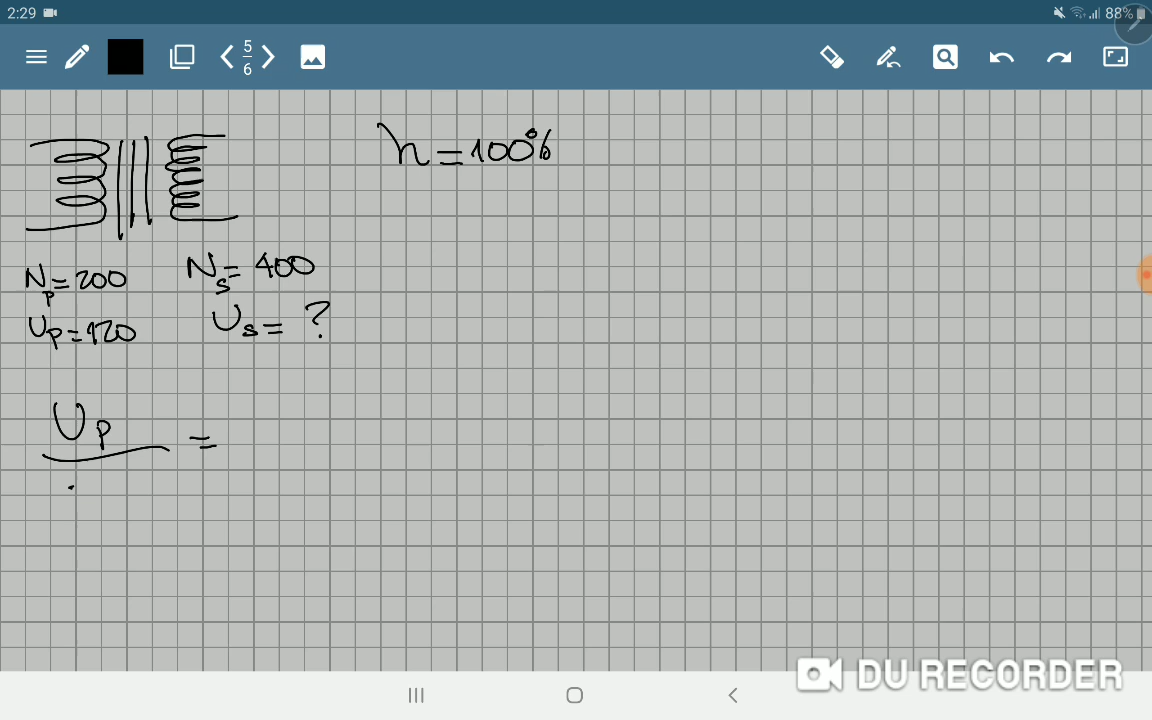 2:29 88%
5
6
η = 100%
Np = 200 Ns = 400
Up = 120 Us = ?
Up =
DU RECORDER